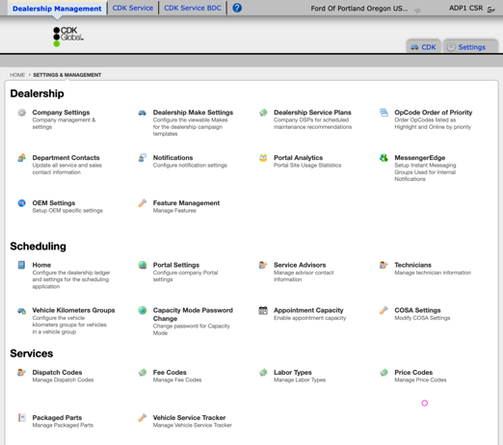 Dealership Management CDK Service CDK Service BDC ? Ford Of Portland Oregon US... ADP1 CSR
CDK
Global
CDK Settings
HOME › SETTINGS & MANAGEMENT
Dealership
Company Settings
Company management &
settings
Dealership Make Settings
Configure the viewable Makes
for the dealership campaign
templates
Dealership Service Plans
Company DSPs for scheduled
maintenance recommendations
OpCode Order of Priority
Order OpCodes listed as
Highlight and Online by priority
Department Contacts
Update all service and sales
contact information
Notifications
Configure notification settings
Portal Analytics
Portal Site Usage Statistics
MessengerEdge
Setup Instant Messaging
Groups Used for Internal
Notifications
OEM Settings
Setup OEM specific settings
Feature Management
Manage Features
Scheduling
Home
Configure the dealership ledger
and settings for the scheduling
application
Portal Settings
Configure company Portal
settings
Service Advisors
Manage advisor contact
information
Technicians
Manage technician information
Vehicle Kilometers Groups
Configure the vehicle
kilometers groups for vehicles
in a vehicle group
Capacity Mode Password
Change
Change password for Capacity
Mode
Appointment Capacity
Enable appointment capacity
COSA Settings
Modify COSA Settings
Services
Dispatch Codes
Manage Dispatch Codes
Fee Codes
Manage Fee Codes
Labor Types
Manage Labor Types
Price Codes
Manage Price Codes
Packaged Parts
Manage Packaged Parts
Vehicle Service Tracker
Manage Vehicle Service Tracker